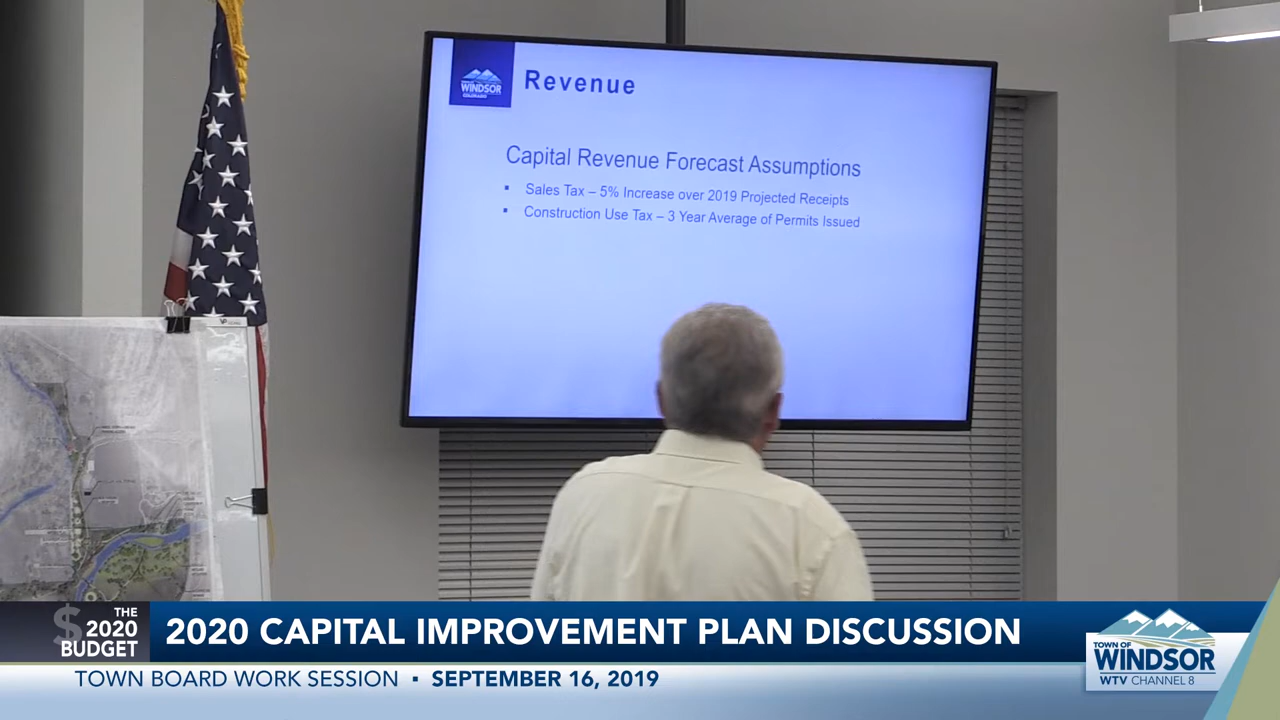 WINDSOR
COLORADO
Revenue
Capital Revenue Forecast Assumptions
▪ Sales Tax – 5% Increase over 2019 Projected Receipts
▪ Construction Use Tax – 3 Year Average of Permits Issued
$ THE
2020
BUDGET
2020 CAPITAL IMPROVEMENT PLAN DISCUSSION
TOWN BOARD WORK SESSION ▪ SEPTEMBER 16, 2019
TOWN OF
WINDSOR
WTV CHANNEL 8